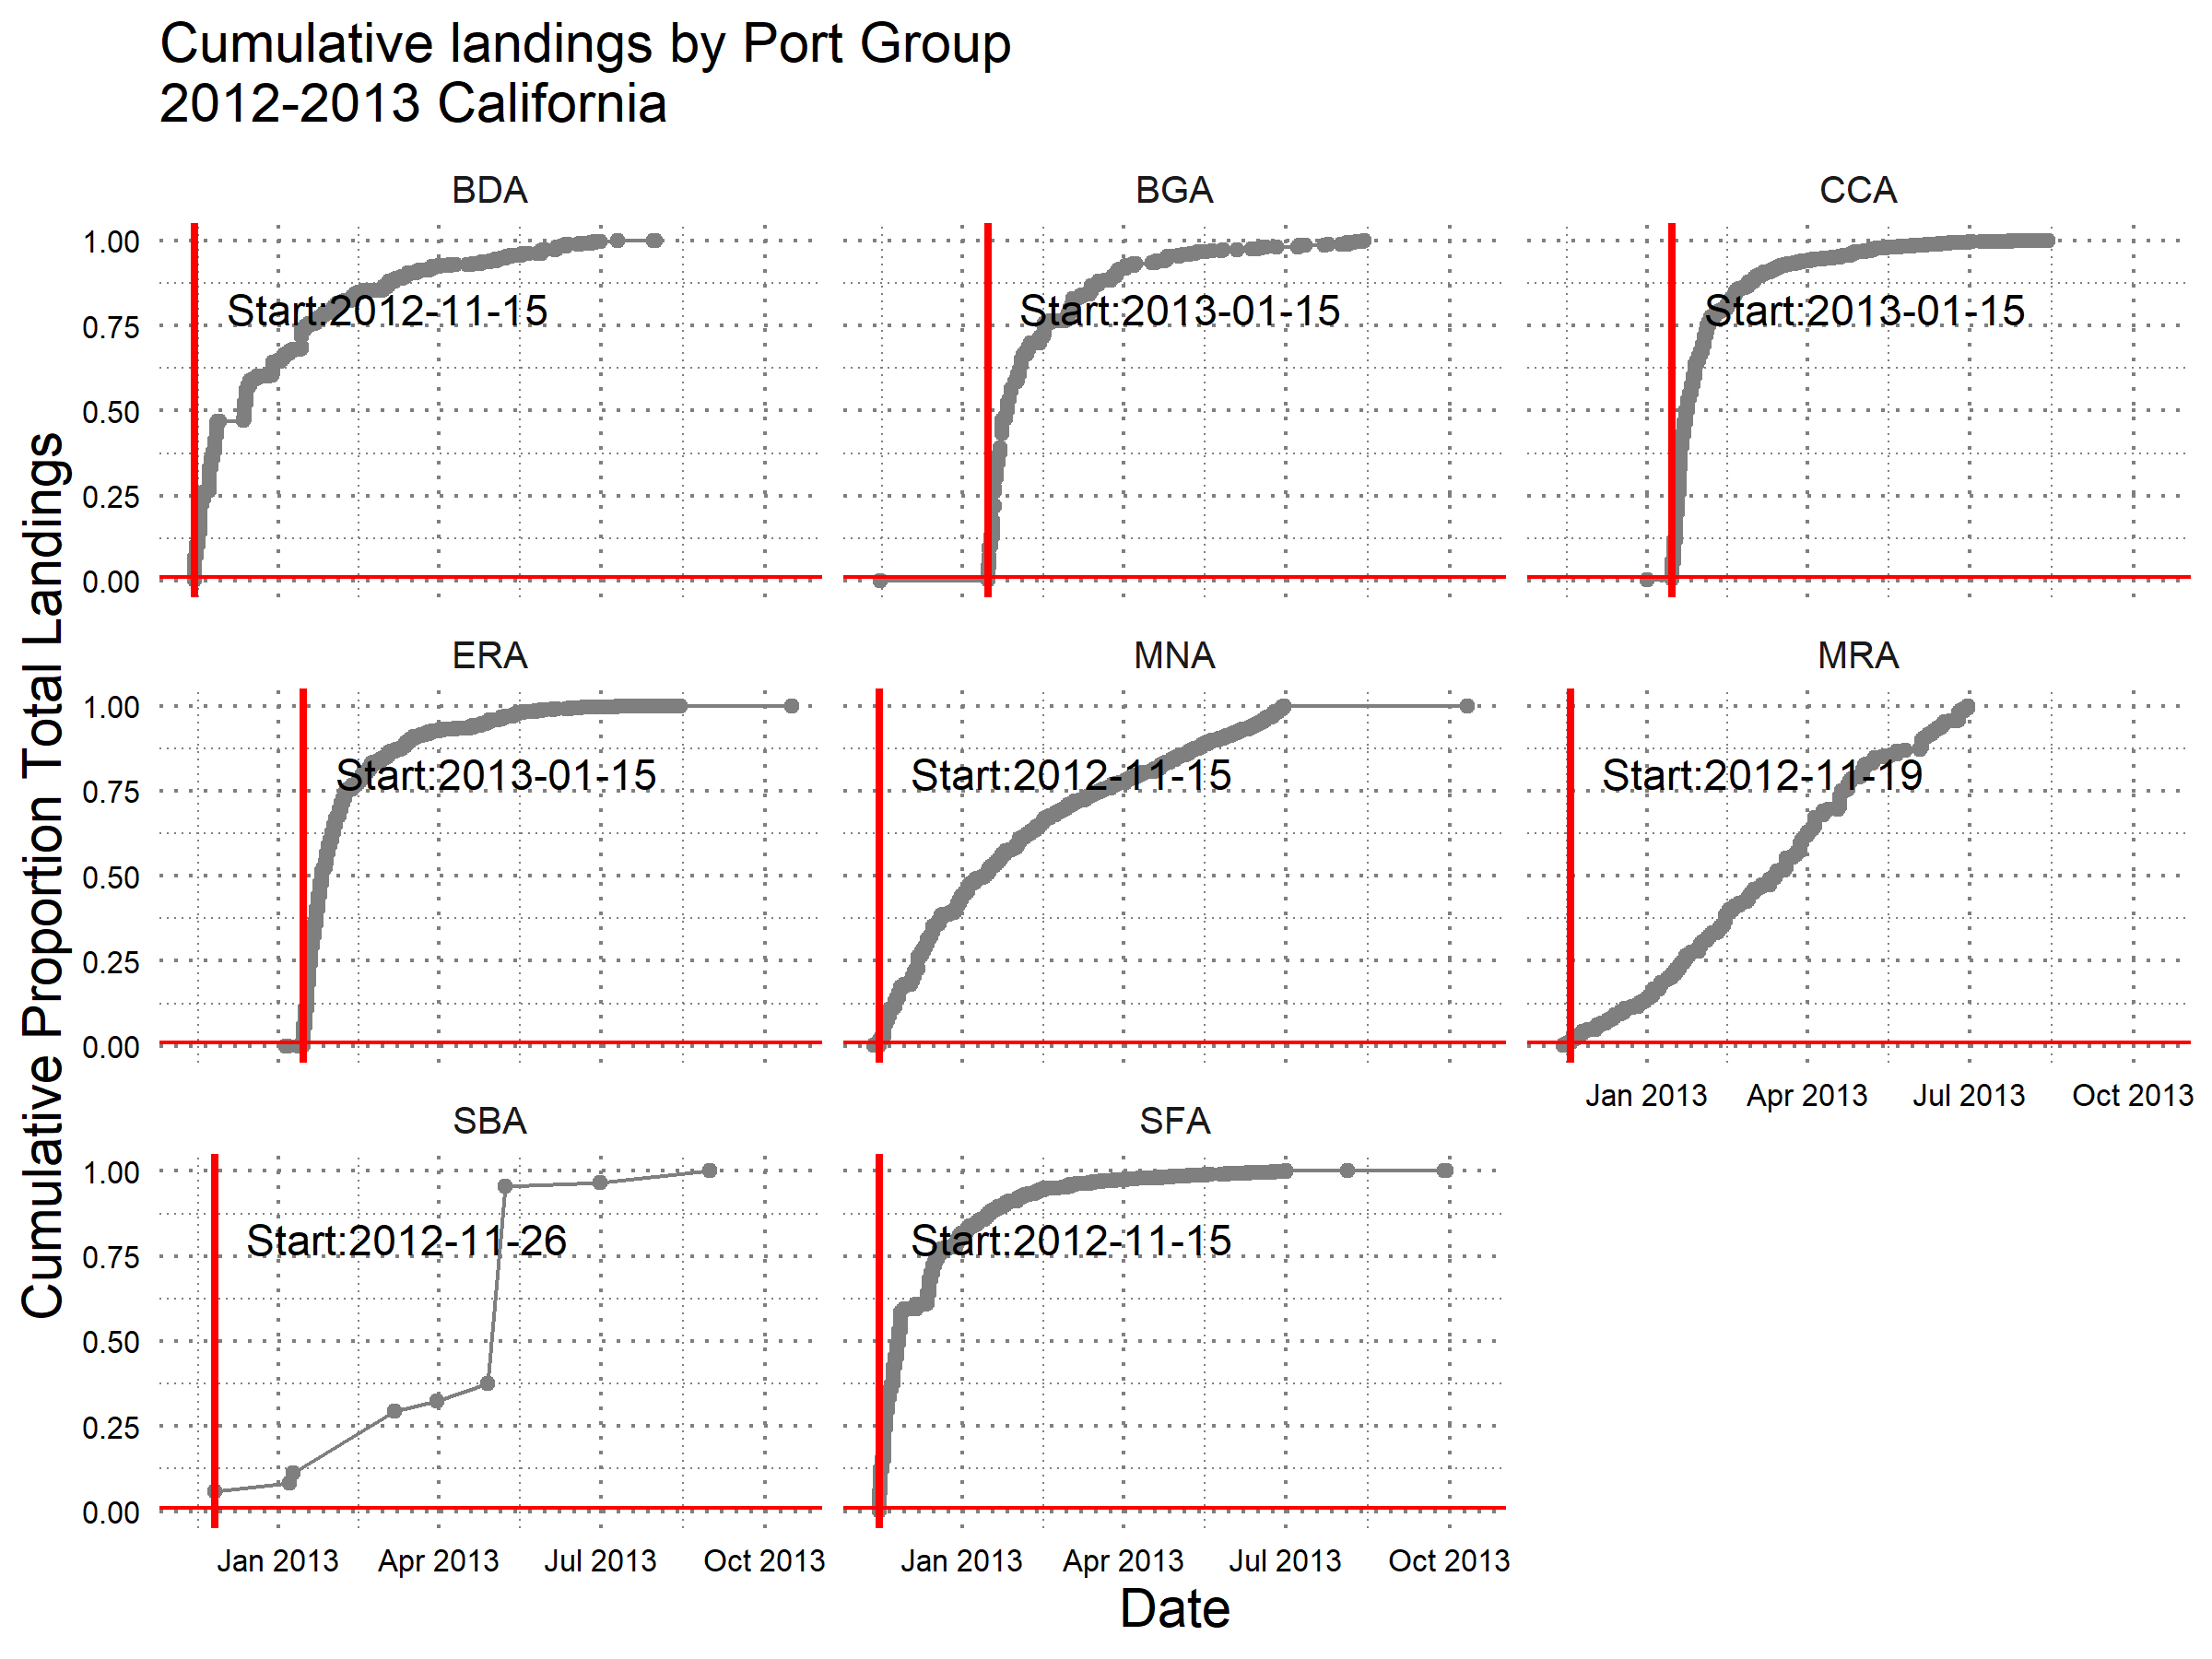 Cumulative landings by Port Group
2012-2013 California
BDA
BGA
CCA
1.00
0.75
0.50
0.25
0.00
Start:2012-11-15
Start:2013-01-15
Start:2013-01-15
ERA
MNA
MRA
1.00
0.75
0.50
0.25
0.00
Start:2013-01-15
Start:2012-11-15
Start:2012-11-19
Jan 2013 Apr 2013 Jul 2013 Oct 2013
SBA
SFA
1.00
0.75
0.50
0.25
0.00
Start:2012-11-26
Start:2012-11-15
Jan 2013 Apr 2013 Jul 2013 Oct 2013
Jan 2013 Apr 2013 Jul 2013 Oct 2013
Date
Cumulative Proportion Total Landings